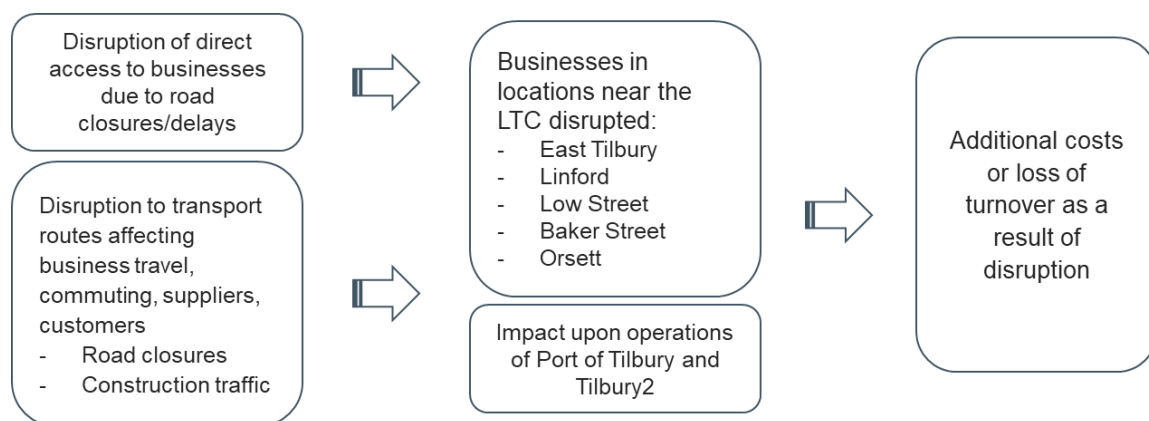 Disruption of direct
access to businesses
due to road
closures/delays
Disruption to transport
routes affecting
business travel,
commuting, suppliers,
customers
- Road closures
- Construction traffic
Businesses in
locations near the
LTC disrupted:
- East Tilbury
- Linford
- Low Street
- Baker Street
- Orsett
Impact upon operations
of Port of Tilbury and
Tilbury2
Additional costs
or loss of
turnover as a
result of
disruption